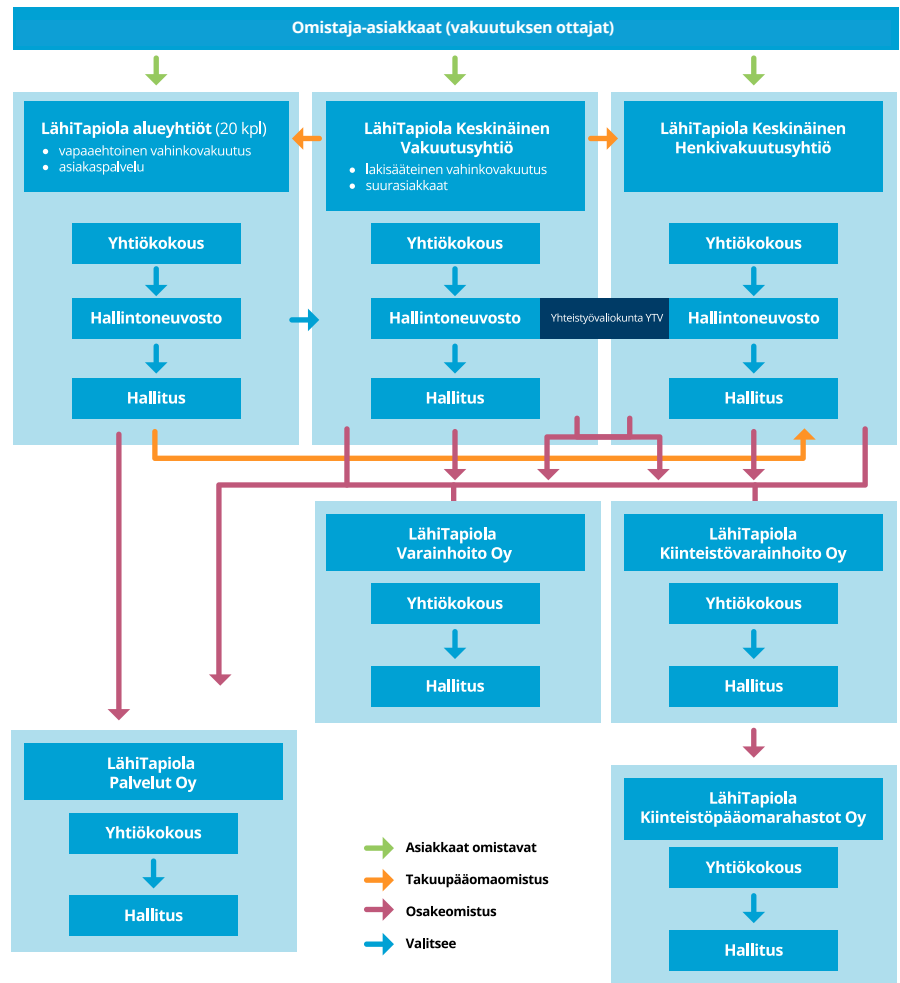 Omistaja-asiakkaat (vakuutuksen ottajat)
LähiTapiola alueyhtiöt (20 kpl)
• vapaaehtoinen vahinkovakuutus
• asiakaspalvelu
Yhtiökokous
Hallintoneuvosto
Hallitus
LähiTapiola Keskinäinen
Vakuutusyhtiö
• lakisääteinen vahinkovakuutus
• suurasiakkaat
Yhtiökokous
Hallintoneuvosto
Hallitus
Yhteistyövaliokunta YTV
LähiTapiola Keskinäinen
Henkivakuutusyhtiö
Yhtiökokous
Hallintoneuvosto
Hallitus
LähiTapiola
Varainhoito Oy
Yhtiökokous
Hallitus
LähiTapiola
Kiinteistövarainhoito Oy
Yhtiökokous
Hallitus
LähiTapiola
Palvelut Oy
Yhtiökokous
Hallitus
LähiTapiola
Kiinteistöpääomarahastot Oy
Yhtiökokous
Hallitus
Asiakkaat omistavat
Takuupääomaomistus
Osakeomistus
Valitsee